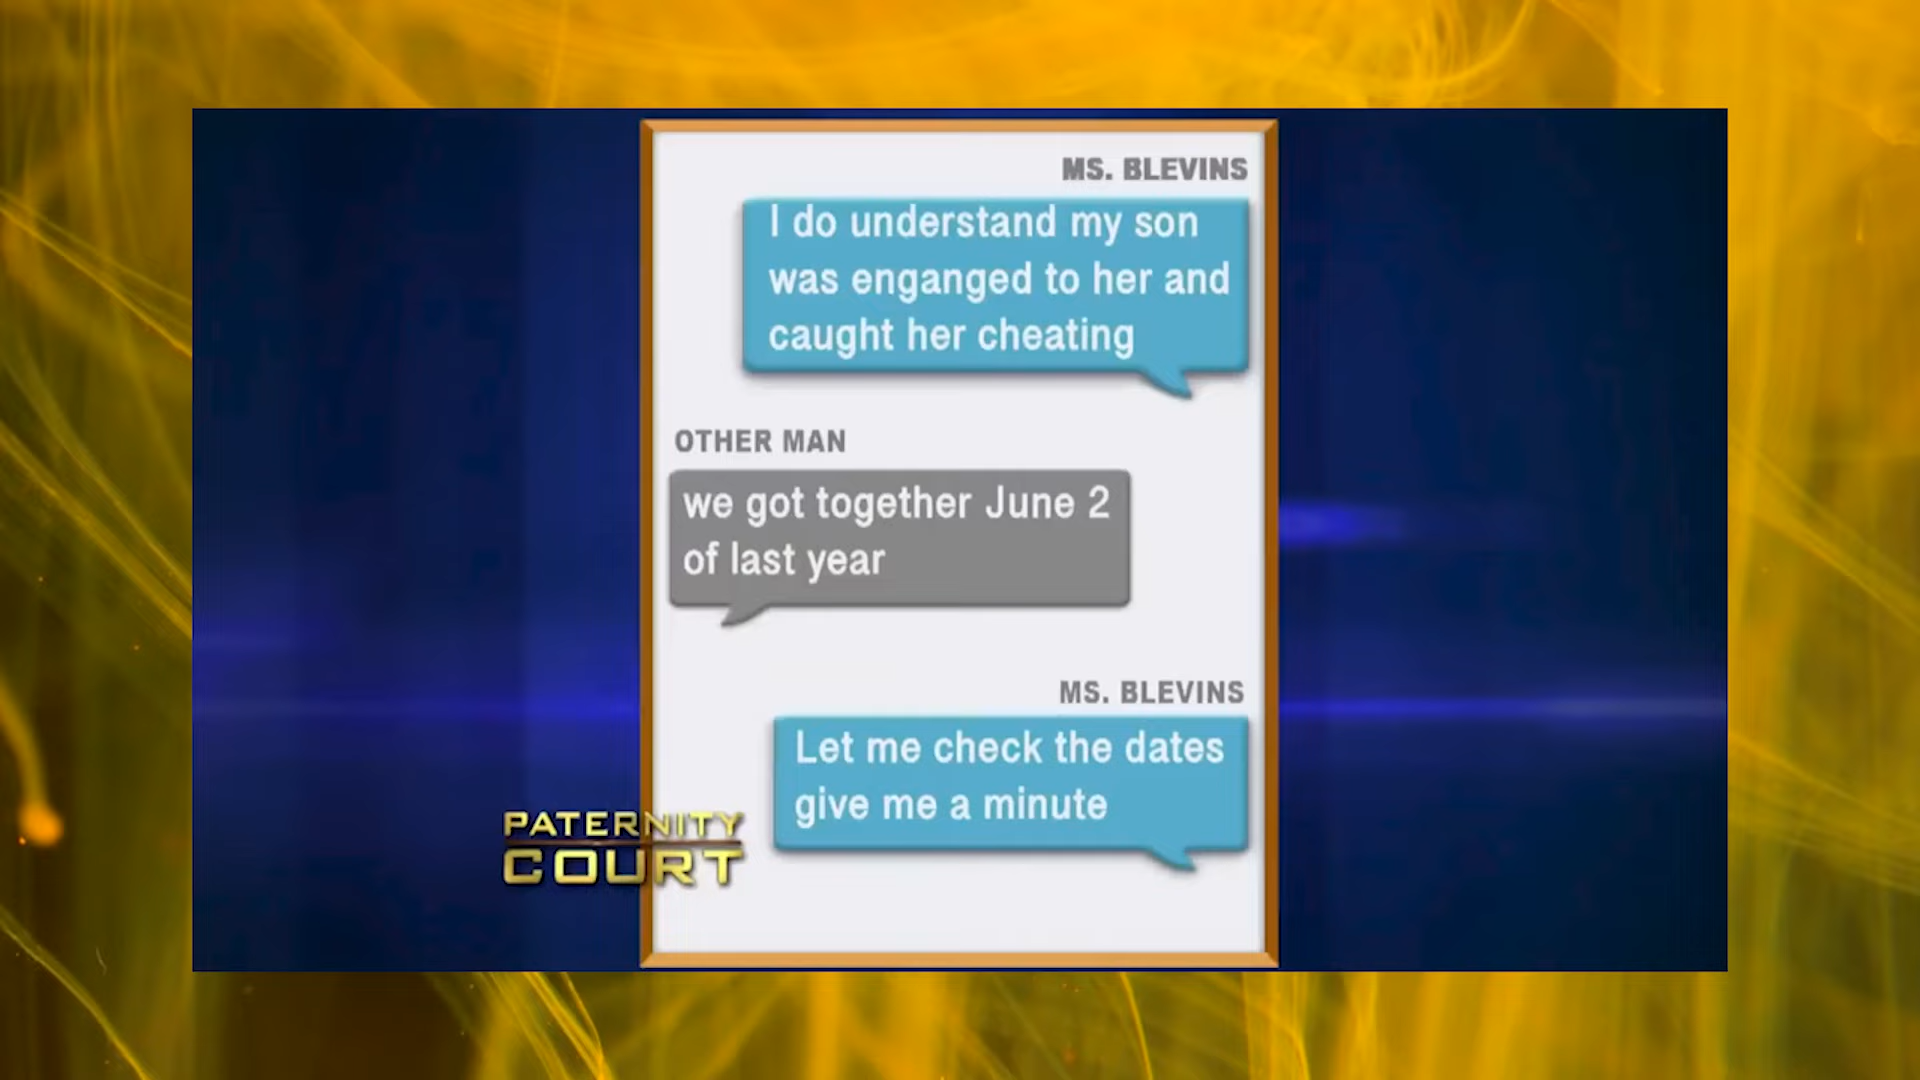 MS. BLEVINS
I do understand my son
was enganged to her and
caught her cheating
OTHER MAN
we got together June 2
of last year
MS. BLEVINS
Let me check the dates
give me a minute
PATERNITY
COURT